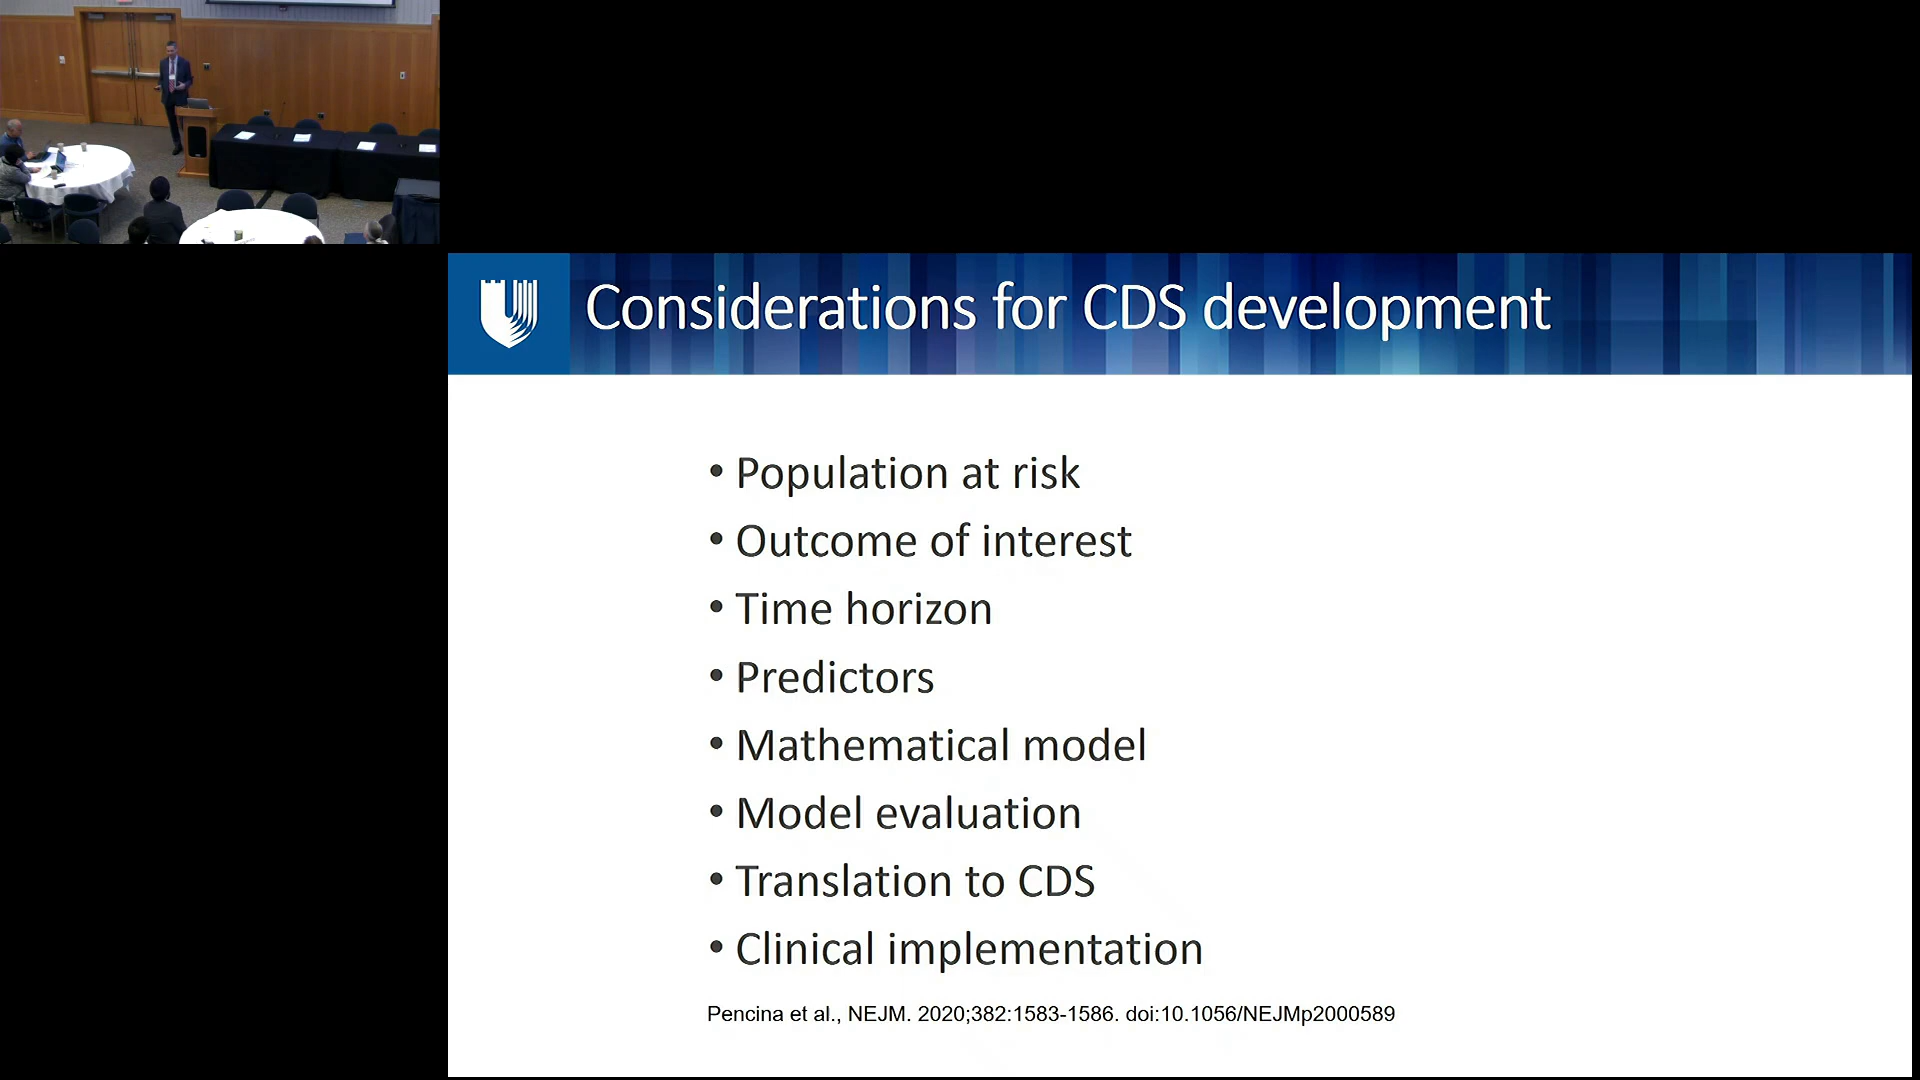 Considerations for CDS development
• Population at risk
• Outcome of interest
• Time horizon
• Predictors
• Mathematical model
• Model evaluation
• Translation to CDS
• Clinical implementation
Pencina et al., NEJM. 2020;382:1583-1586. doi:10.1056/NEJMp2000589